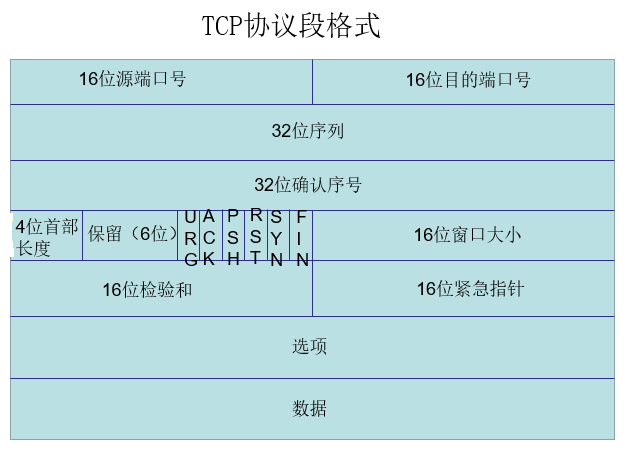 TCP协议段格式
16位源端口号 16位目的端口号
32位序列
32位确认序号
4位首部长度 保留（6位） URG ACK PSH RST SYN FIN 16位窗口大小
16位检验和 16位紧急指针
选项
数据